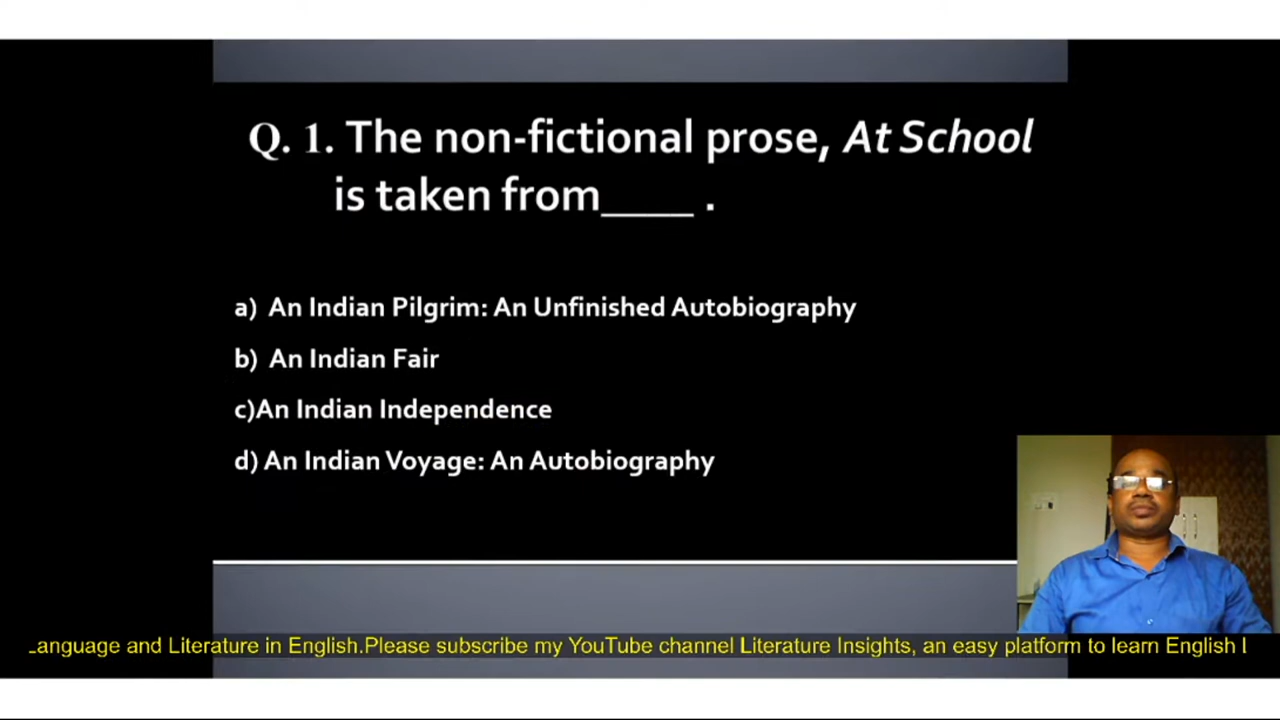 Q. 1. The non-fictional prose, At School
is taken from____ .
a) An Indian Pilgrim: An Unfinished Autobiography
b) An Indian Fair
c)An Indian Independence
d) An Indian Voyage: An Autobiography
anguage and Literature in English.Please subscribe my YouTube channel Literature Insights, an easy platform to learn English